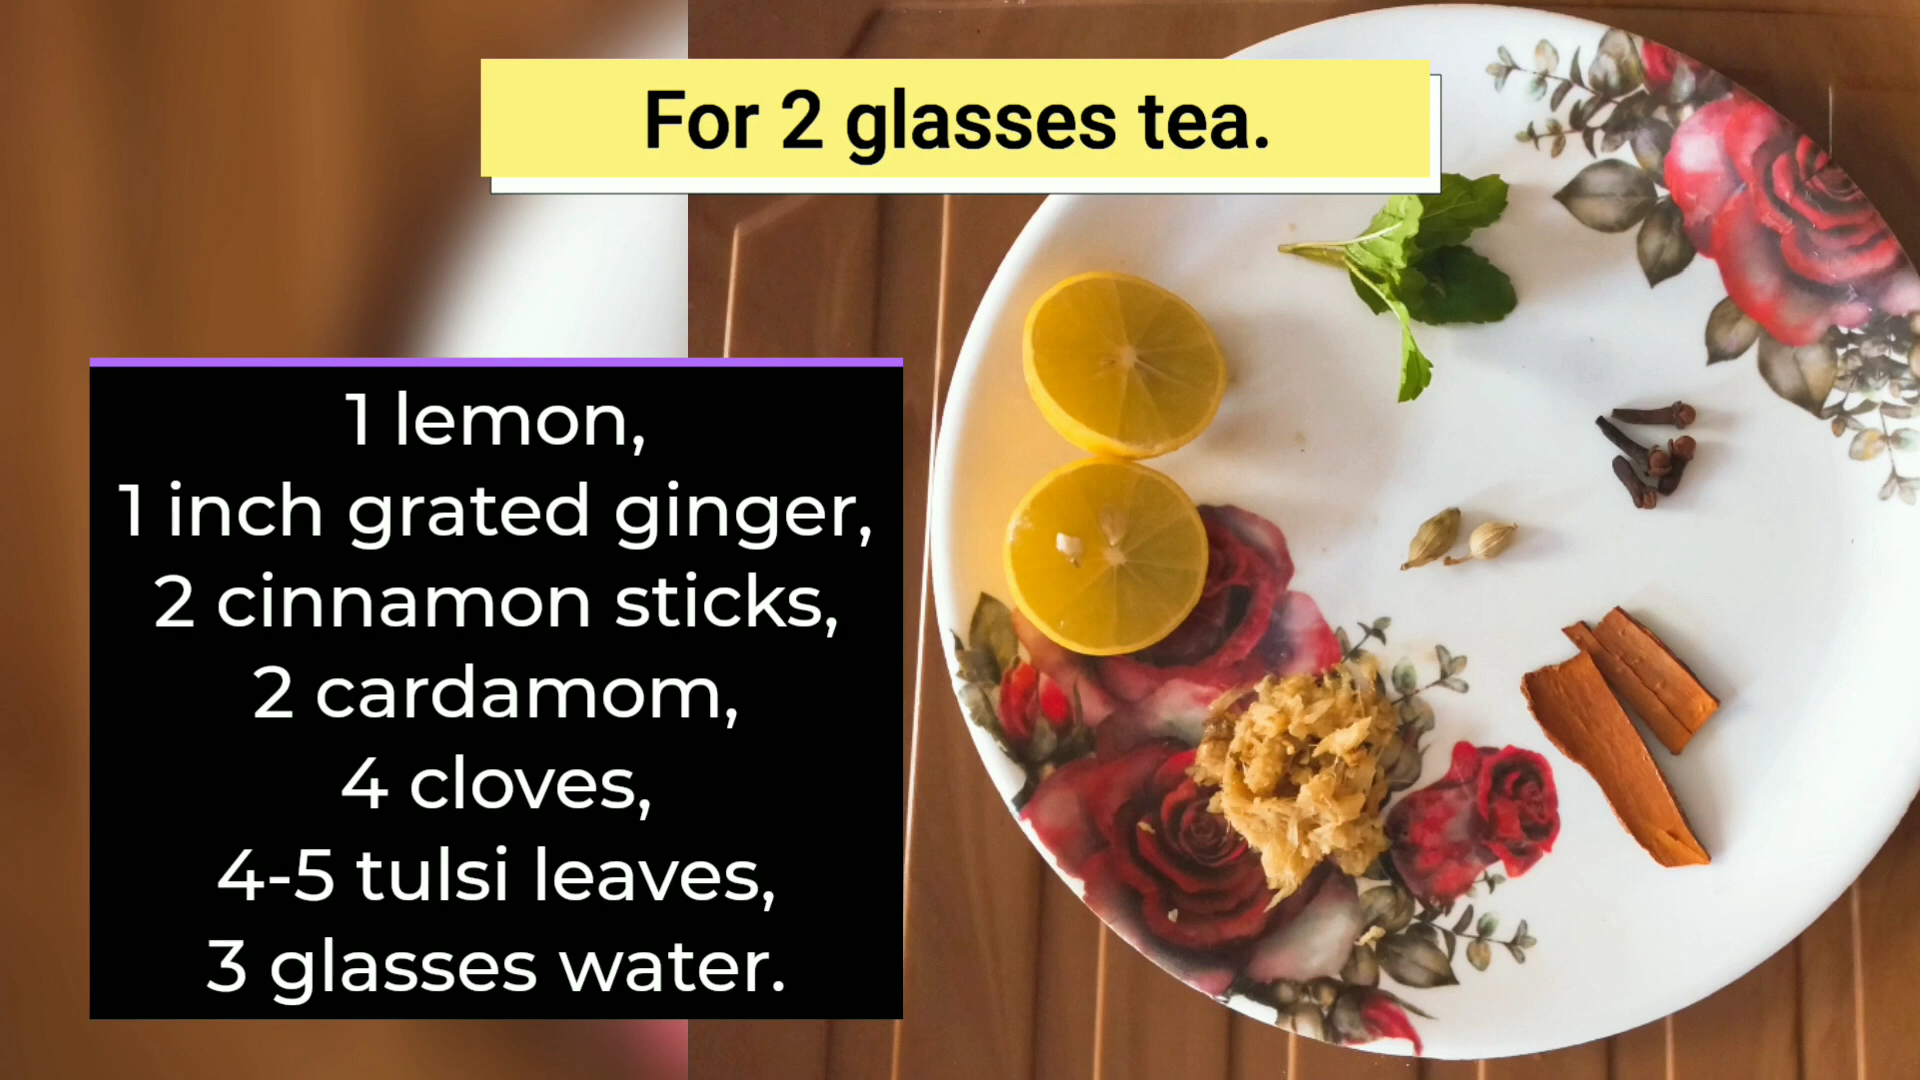 For 2 glasses tea.
1 lemon,
1 inch grated ginger,
2 cinnamon sticks,
2 cardamom,
4 cloves,
4-5 tulsi leaves,
3 glasses water.